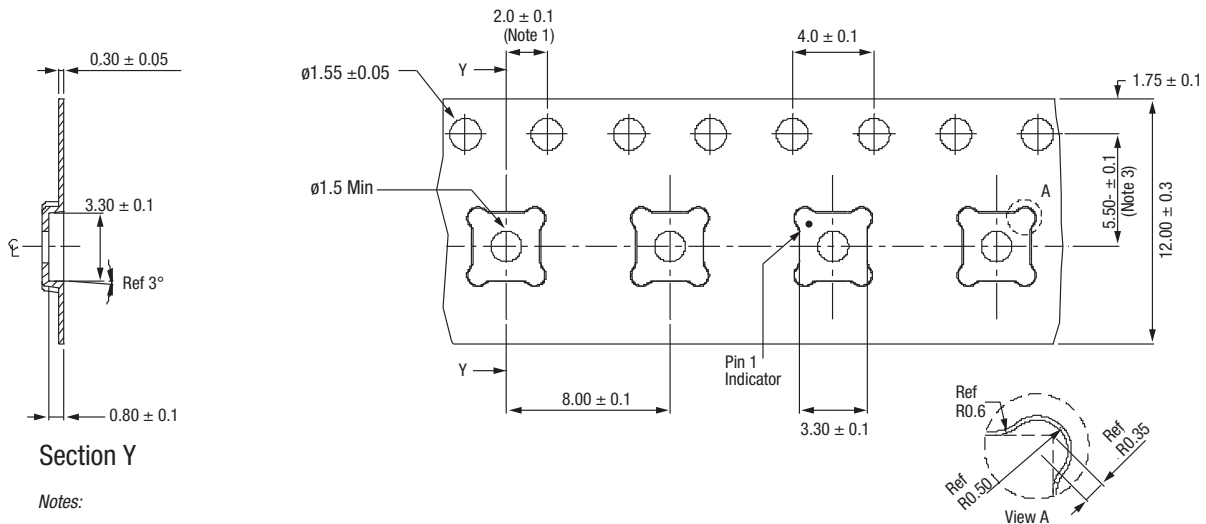 2.0 ± 0.1
(Note 1)
4.0 ± 0.1
0.30 ± 0.05
Y
ø1.55 ±0.05
1.75 ± 0.1
ø1.5 Min
A
5.50- ± 0.1
(Note 3)
12.00 ± 0.3
3.30 ± 0.1
℄
Ref 3°
Pin 1
Indicator
Y
8.00 ± 0.1
3.30 ± 0.1
0.80 ± 0.1
Ref
R0.6
Ref
R0.35
Ref
R0.50
View A
Section Y
Notes: